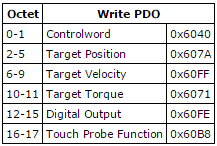 Octet Write PDO
0-1 Controlword 0x6040
2-5 Target Position 0x607A
6-9 Target Velocity 0x60FF
10-11 Target Torque 0x6071
12-15 Digital Output 0x60FE
16-17 Touch Probe Function 0x60B8